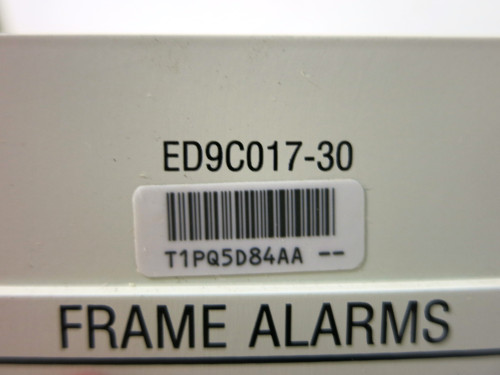 ED9C017-30
T1PQ5D84AA --
FRAME ALARMS